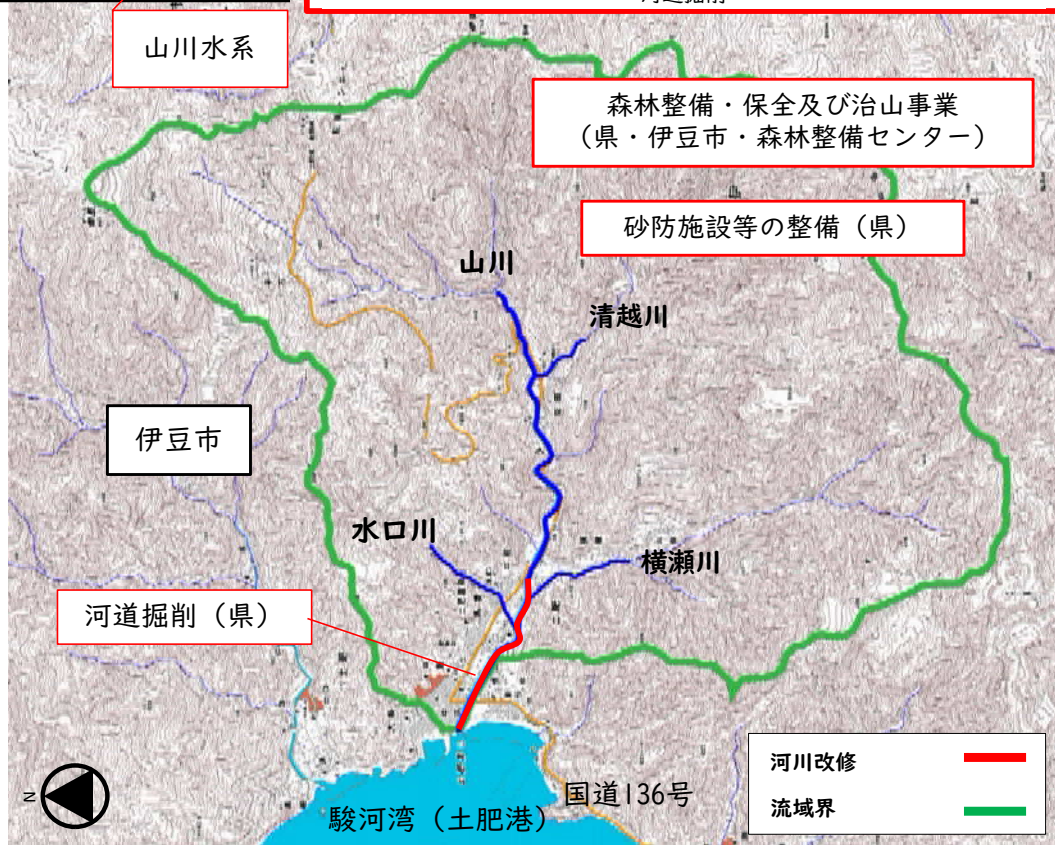 山川水系
森林整備・保全及び治山事業
（県・伊豆市・森林整備センター）
砂防施設等の整備（県）
山川
清越川
伊豆市
水口川
横瀬川
河道掘削（県）
河川改修
流域界
国道136号
駿河湾（土肥港）
N